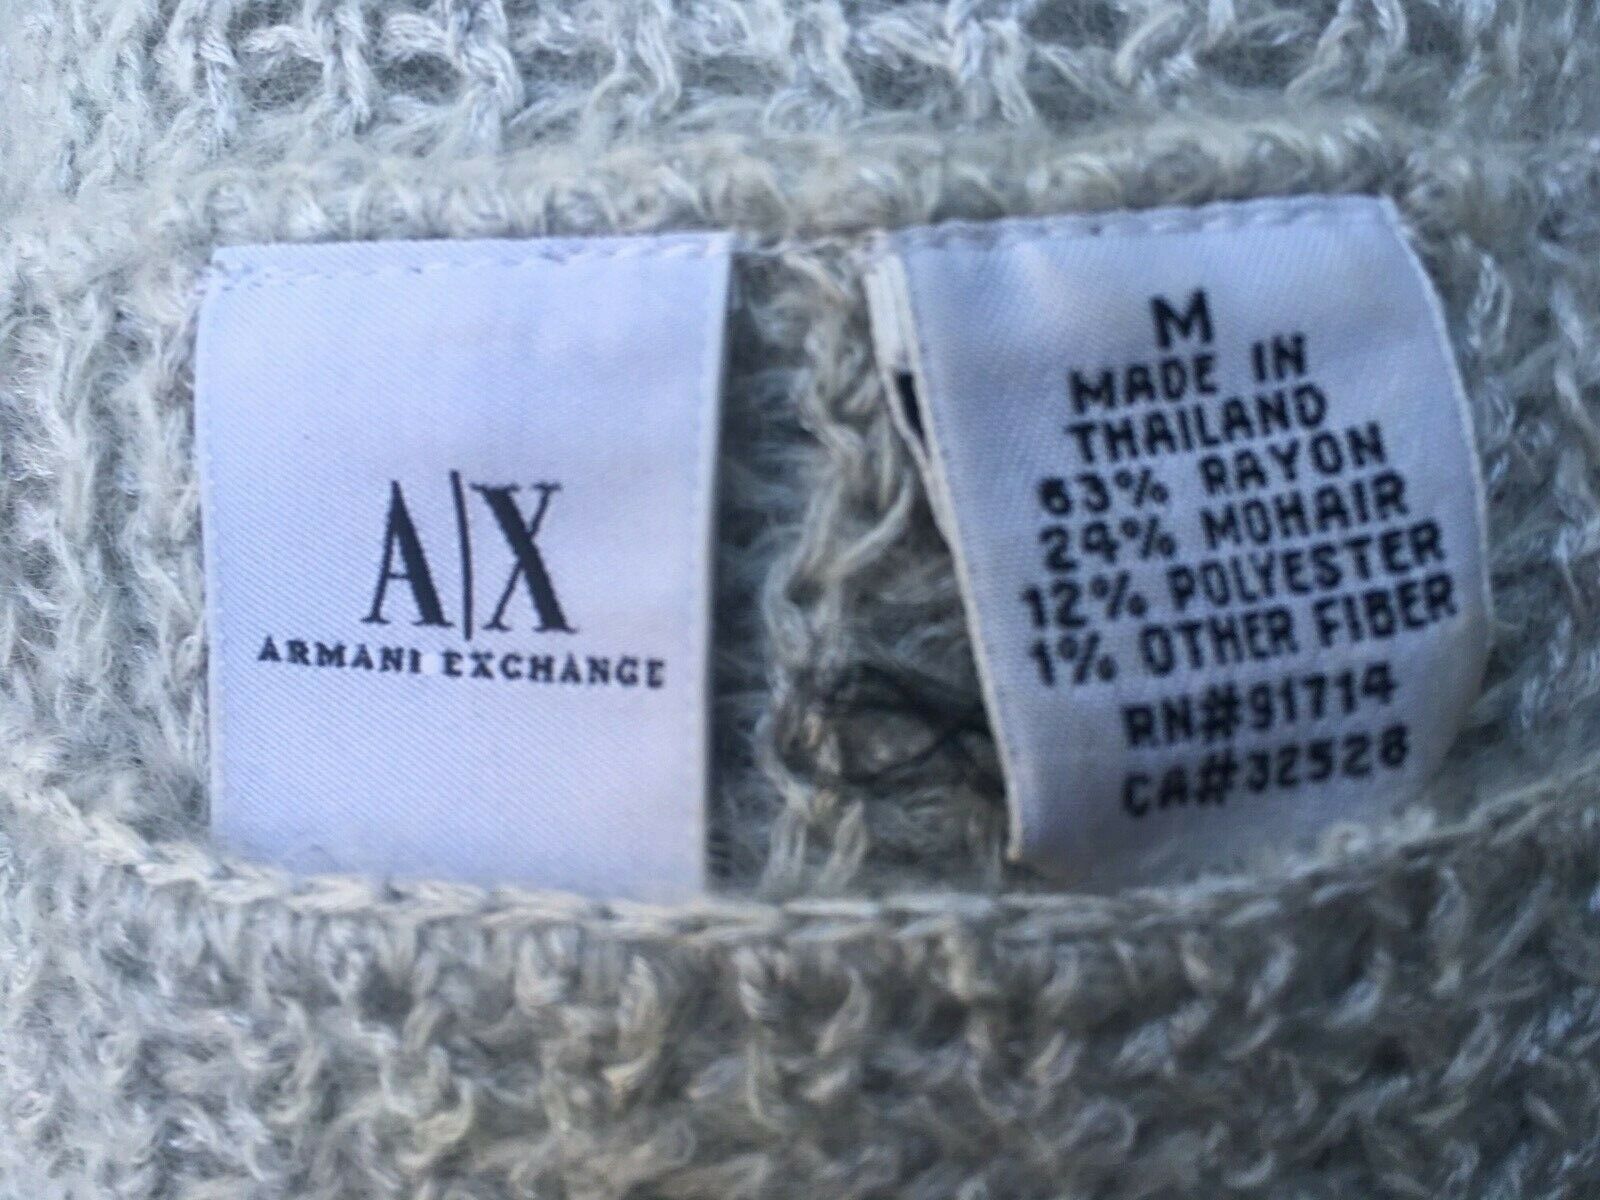 A|X
ARMANI EXCHANGE
M
MADE IN
THAILAND
63% RAYON
24% MOHAIR
12% POLYESTER
1% OTHER FIBER
RN#91714
CA#32528